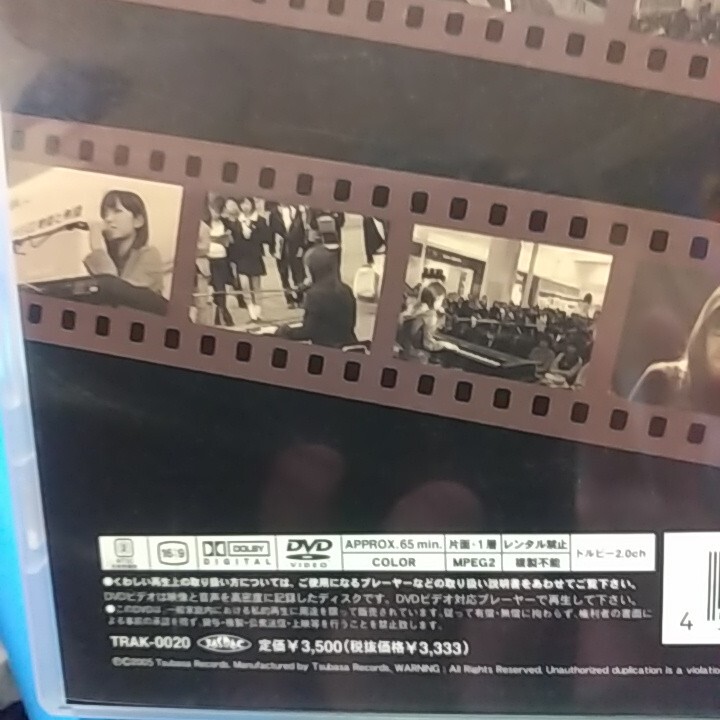 2
NTSC
16:9
DOLBY
DIGITAL
DVD
VIDEO
APPROX. 65 min.
COLOR
片面・1層
MPEG2
レンタル禁止
複製不能
ドルビー2.0ch
●くわしい再生上の取り扱い方については、ご使用になるプレーヤーなどの取り扱い説明書をあわせてご覧下さい。
DVDビデオは映像と音声を高密度に記録したディスクです。DVDビデオ対応プレーヤーで再生して下さい。
●このDVDは、一般家庭内における私的再生に用途を限って販売されています。従って有償・無償に拘わらず、権利者の書面に
よる事前の承諾を得ず、貸与・複製・公衆送信・上映等を行うことを禁止致します。
TRAK-0020 定価¥3,500(税抜価格¥3,333)
ⓅⒸ2005 Tsubasa Records. Manufactured by Tsubasa Records. WARNING : All Rights Reserved. Unauthorized duplication is a
4